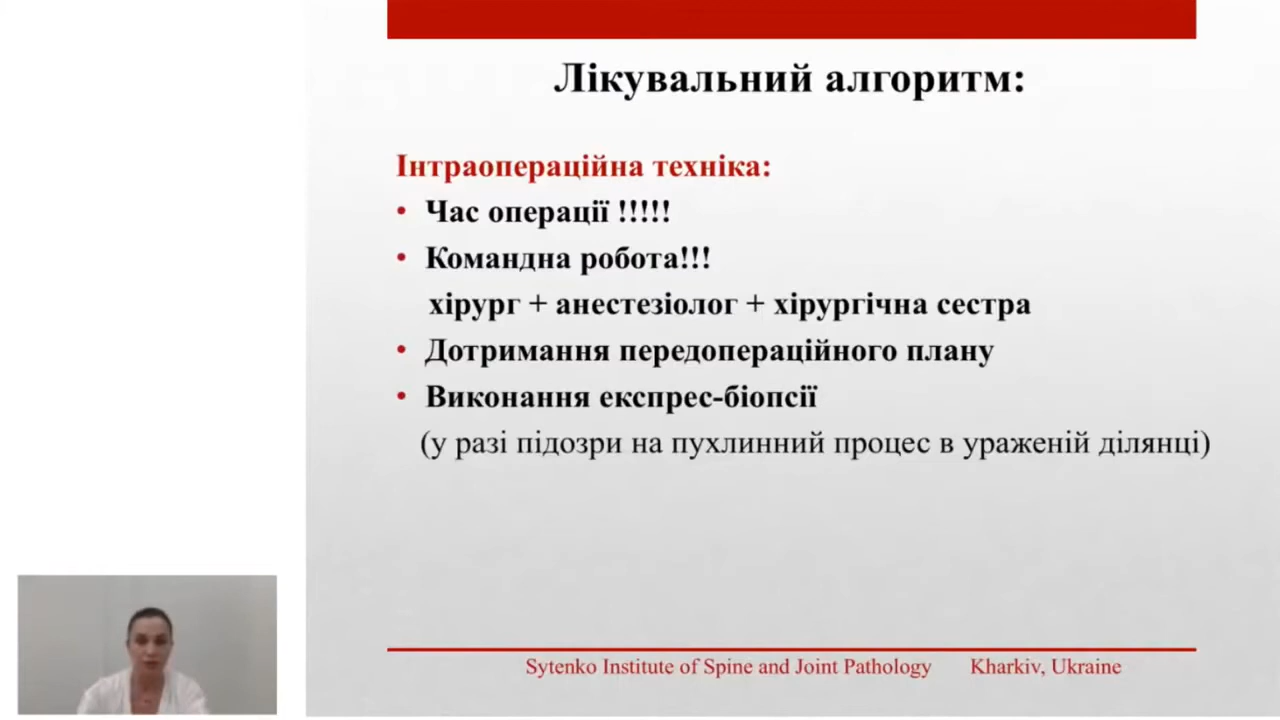 Лікувальний алгоритм:
Інтраопераційна техніка:
• Час операції !!!!!
• Командна робота!!!
хірург + анестезіолог + хірургічна сестра
• Дотримання передопераційного плану
• Виконання експрес-біопсії
(у разі підозри на пухлинний процес в ураженій ділянці)
Sytenko Institute of Spine and Joint Pathology Kharkiv, Ukraine